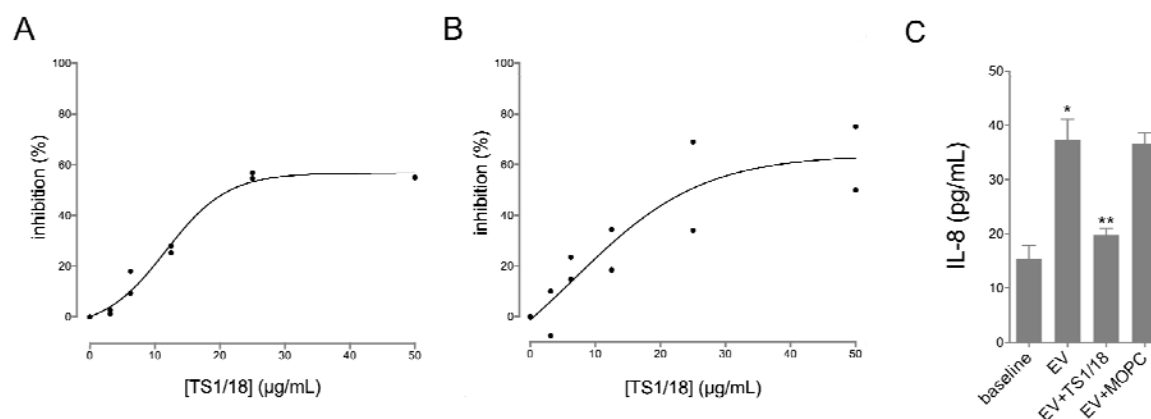 A
100
80
60
40
20
0
inhibition (%)
0 10 20 30 40 50
[TS1/18] (µg/mL)
B
100
80
60
40
20
0
inhibition (%)
0 10 20 30 40 50
[TS1/18] (µg/mL)
C
50
40
30
20
10
0
IL-8 (pg/mL)
*
**
baseline
EV
EV+TS1/18
EV+MOPC